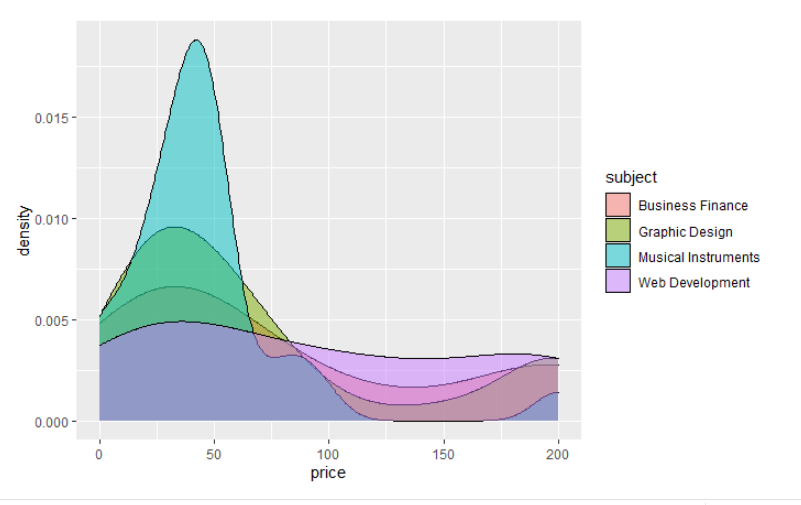 density
0.015
0.010
0.005
0.000
0
50
100
150
200
price
subject
Business Finance
Graphic Design
Musical Instruments
Web Development